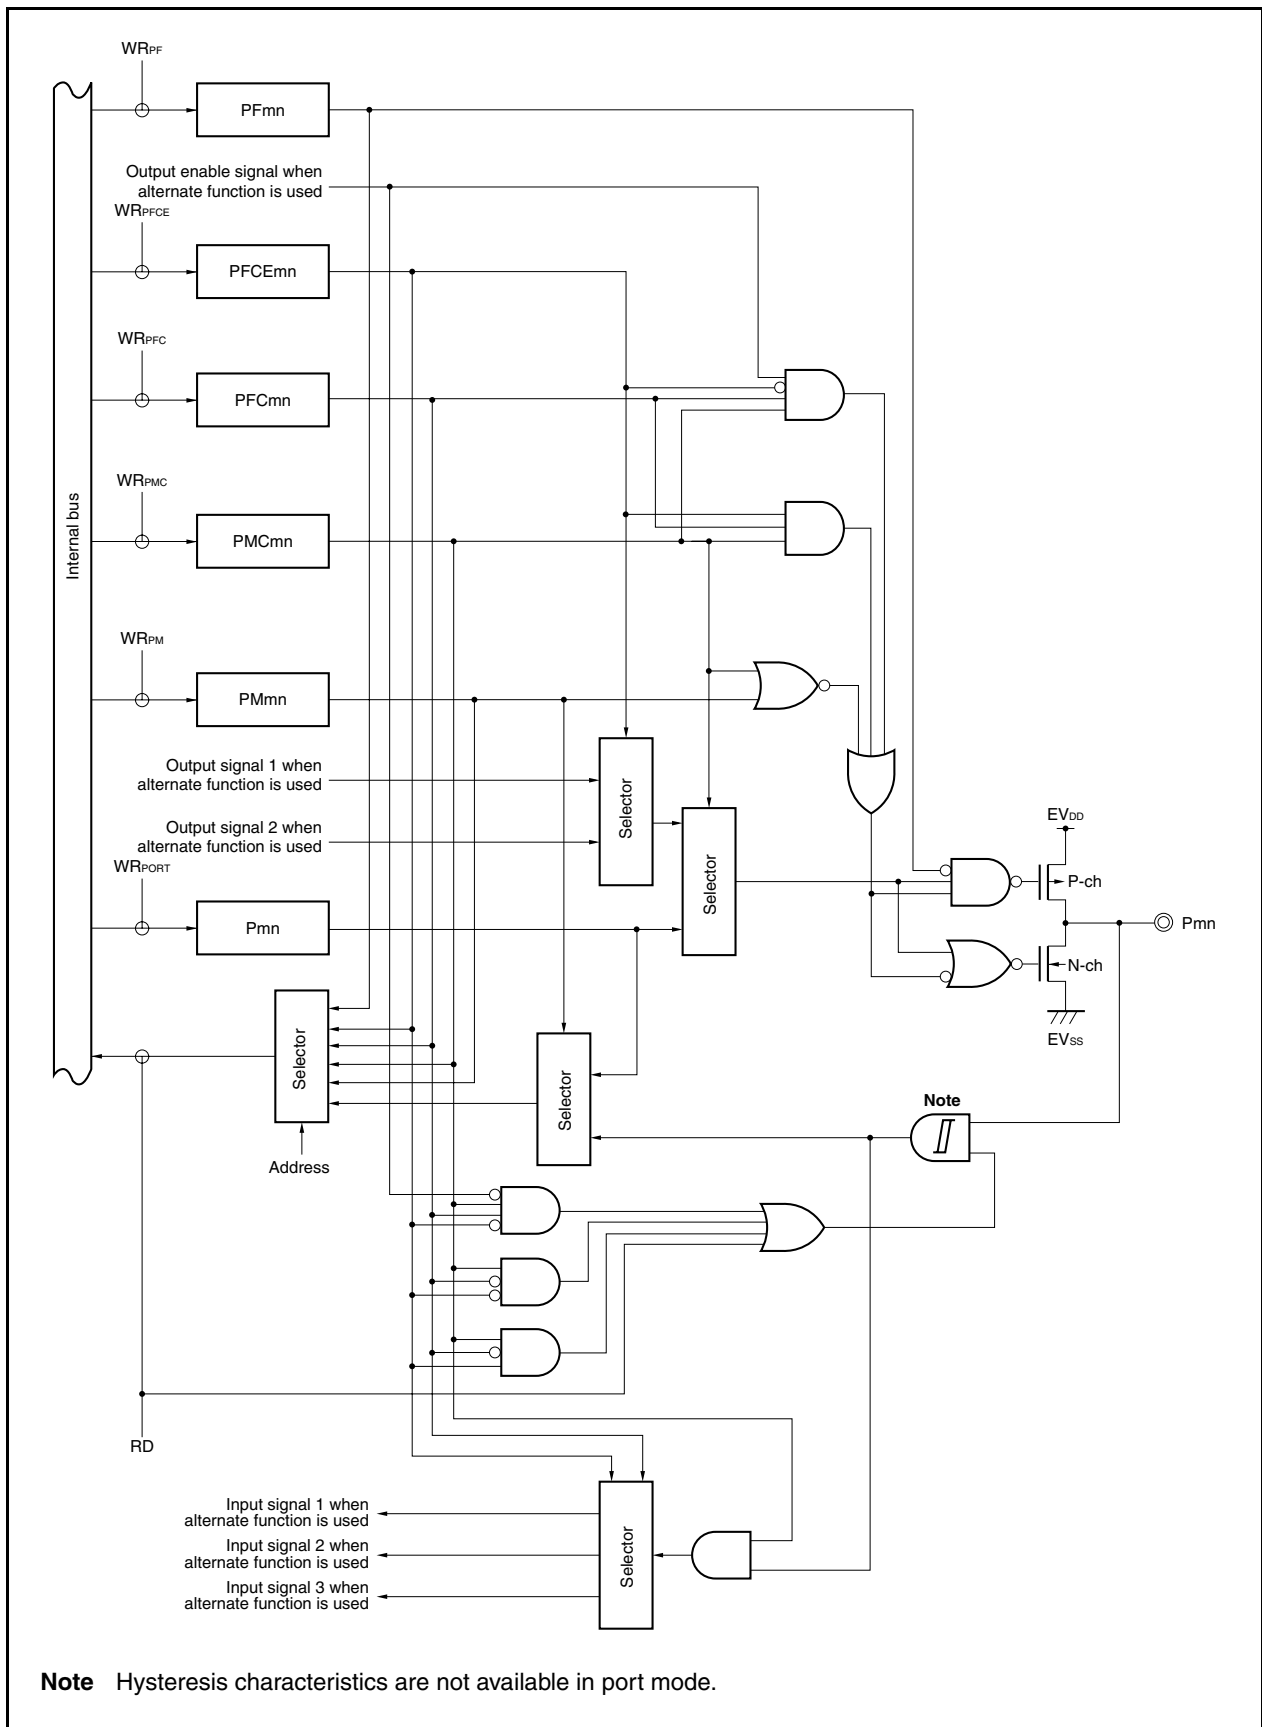 WRPF
PFmn
Output enable signal when
alternate function is used
WRPFCE
PFCEmn
WRPFC
PFCmn
WRPMC
Internal bus
PMCmn
WRPM
PMmn
Output signal 1 when
alternate function is used
Selector
Output signal 2 when
alternate function is used
EVDD
WRPORT
Selector
P-ch
Pmn
Pmn
N-ch
EVSS
Selector
Selector
Note
Address
RD
Input signal 1 when
alternate function is used
Input signal 2 when
alternate function is used
Selector
Input signal 3 when
alternate function is used
Note Hysteresis characteristics are not available in port mode.